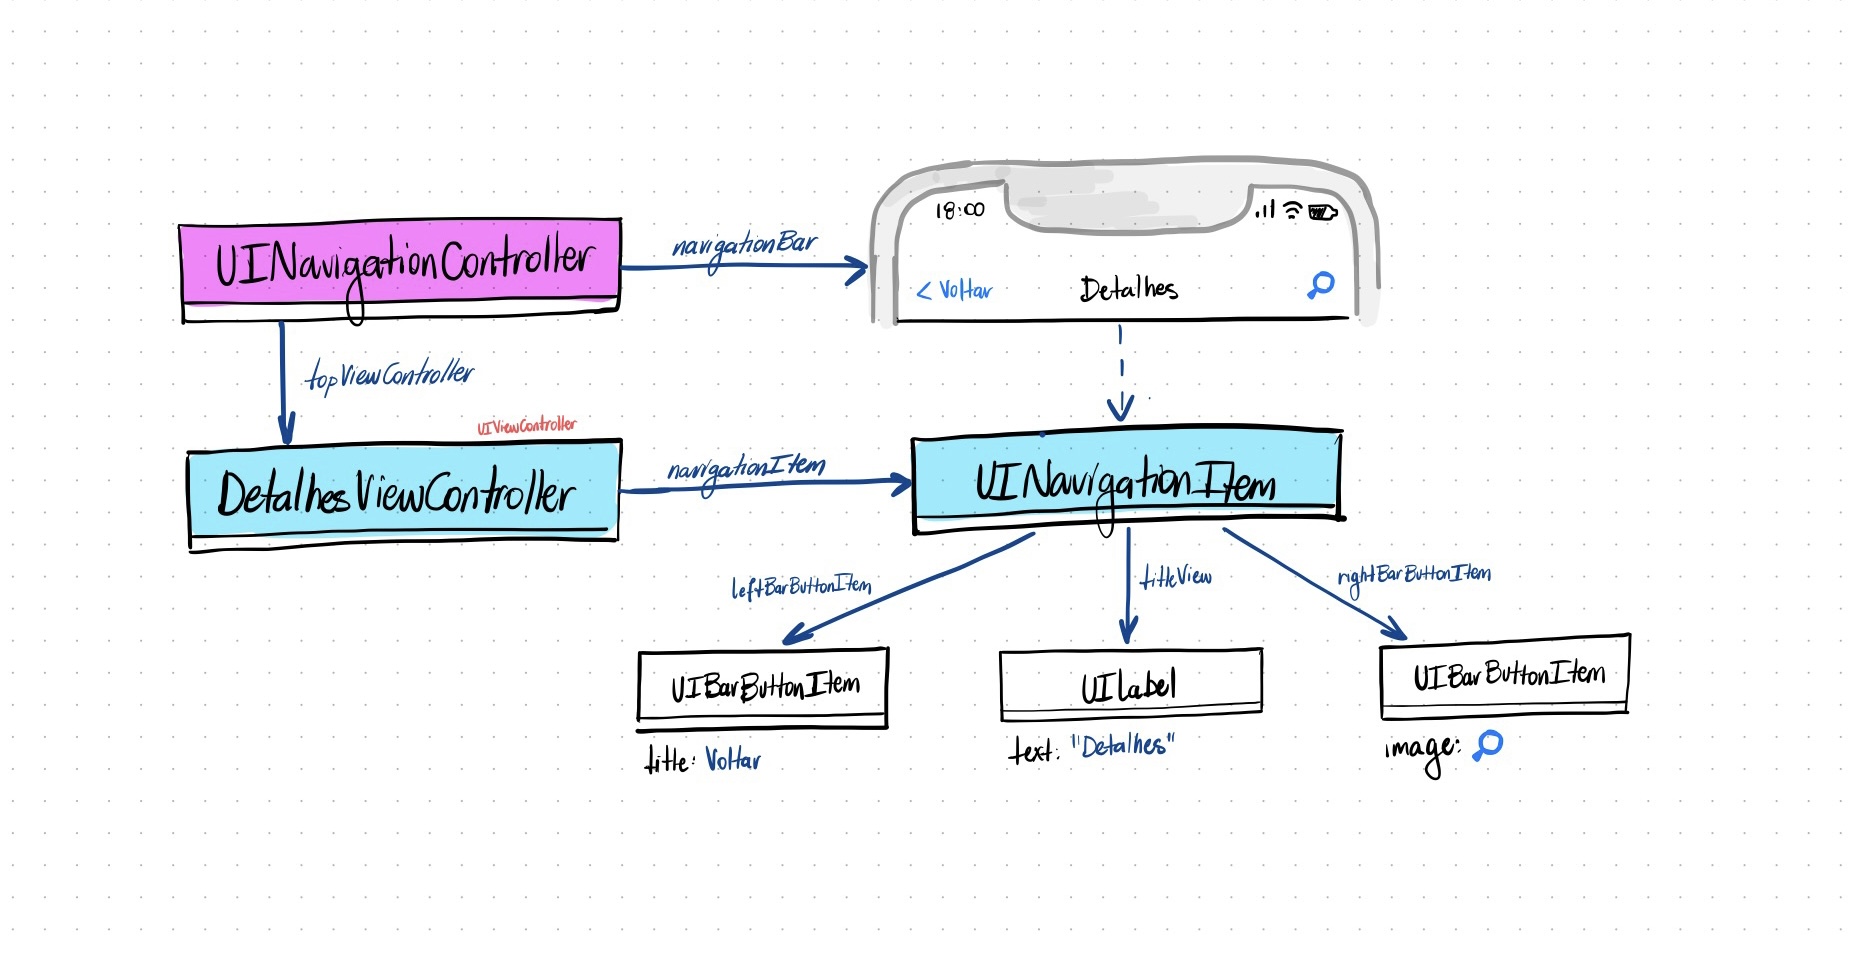 18:00
UINavigationController
navigationBar
< Voltar
Detalhes
topViewController
UIViewController
DetalhesViewController
navigationItem
UINavigationItem
leftBarButtonItem
titleView
rightBarButtonItem
UIBarButtonItem
UILabel
UIBarButtonItem
title: Voltar
text: "Detalhes"
image: